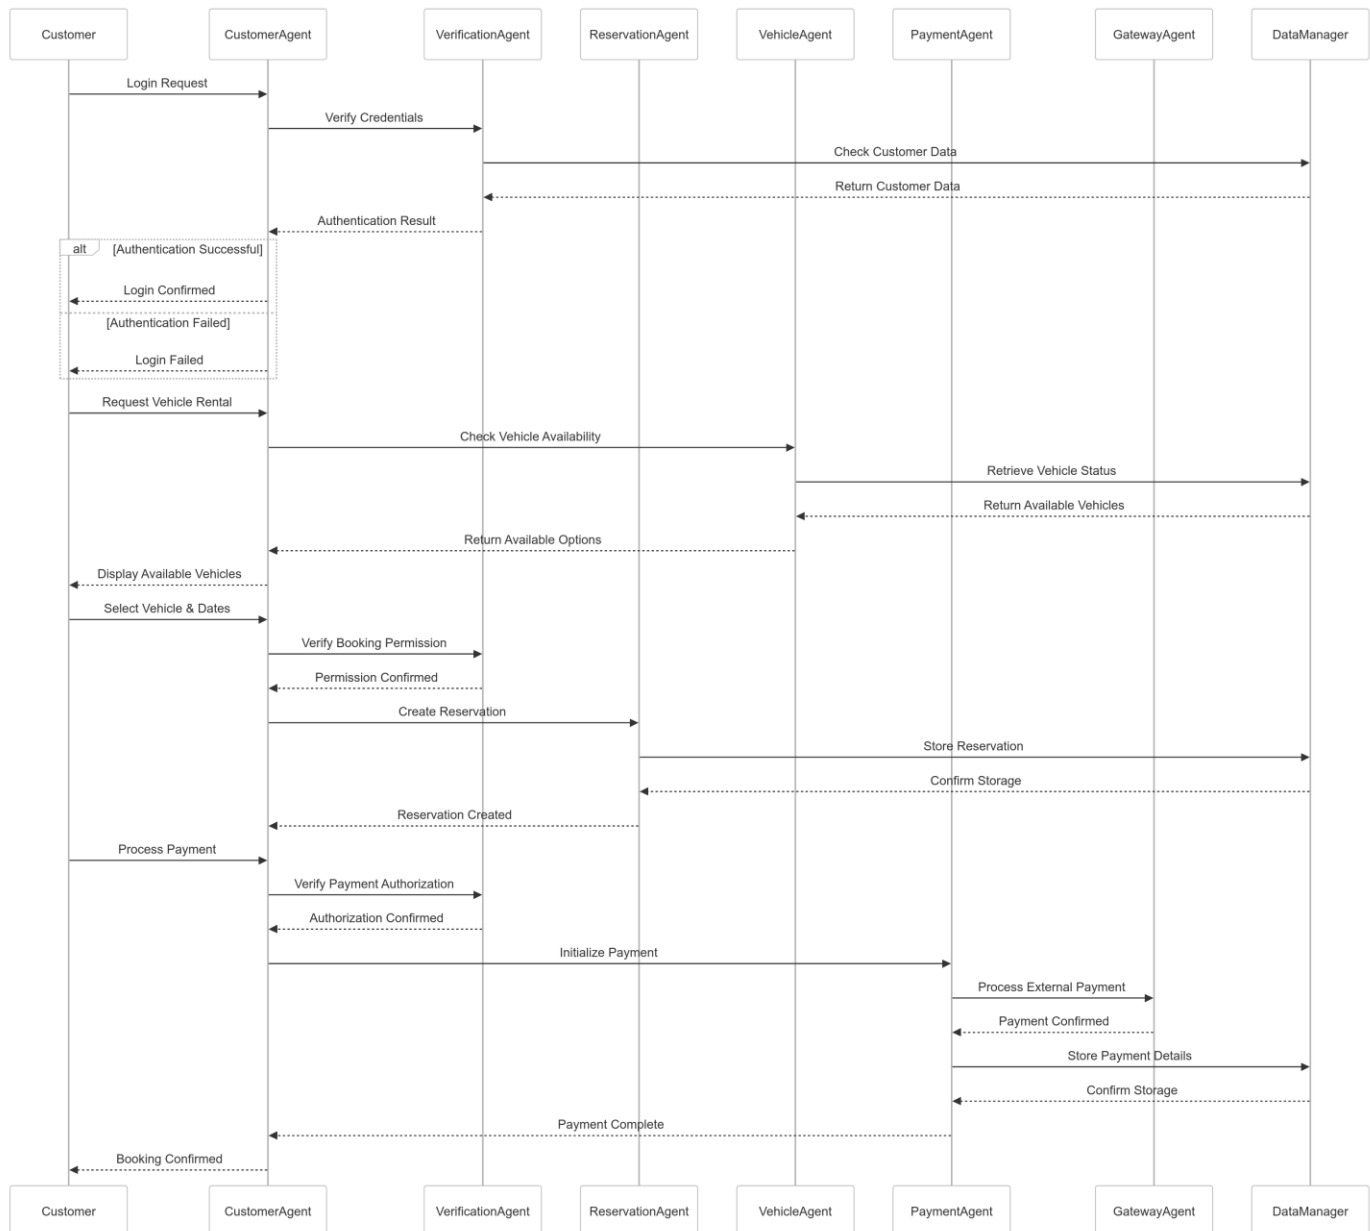 Customer
CustomerAgent
VerificationAgent
ReservationAgent
VehicleAgent
PaymentAgent
GatewayAgent
DataManager
Login Request
Verify Credentials
Check Customer Data
Return Customer Data
Authentication Result
alt
[Authentication Successful]
Login Confirmed
[Authentication Failed]
Login Failed
Request Vehicle Rental
Check Vehicle Availability
Retrieve Vehicle Status
Return Available Vehicles
Return Available Options
Display Available Vehicles
Select Vehicle & Dates
Verify Booking Permission
Permission Confirmed
Create Reservation
Store Reservation
Confirm Storage
Reservation Created
Process Payment
Verify Payment Authorization
Authorization Confirmed
Initialize Payment
Process External Payment
Payment Confirmed
Store Payment Details
Confirm Storage
Payment Complete
Booking Confirmed
Customer
CustomerAgent
VerificationAgent
ReservationAgent
VehicleAgent
PaymentAgent
GatewayAgent
DataManager